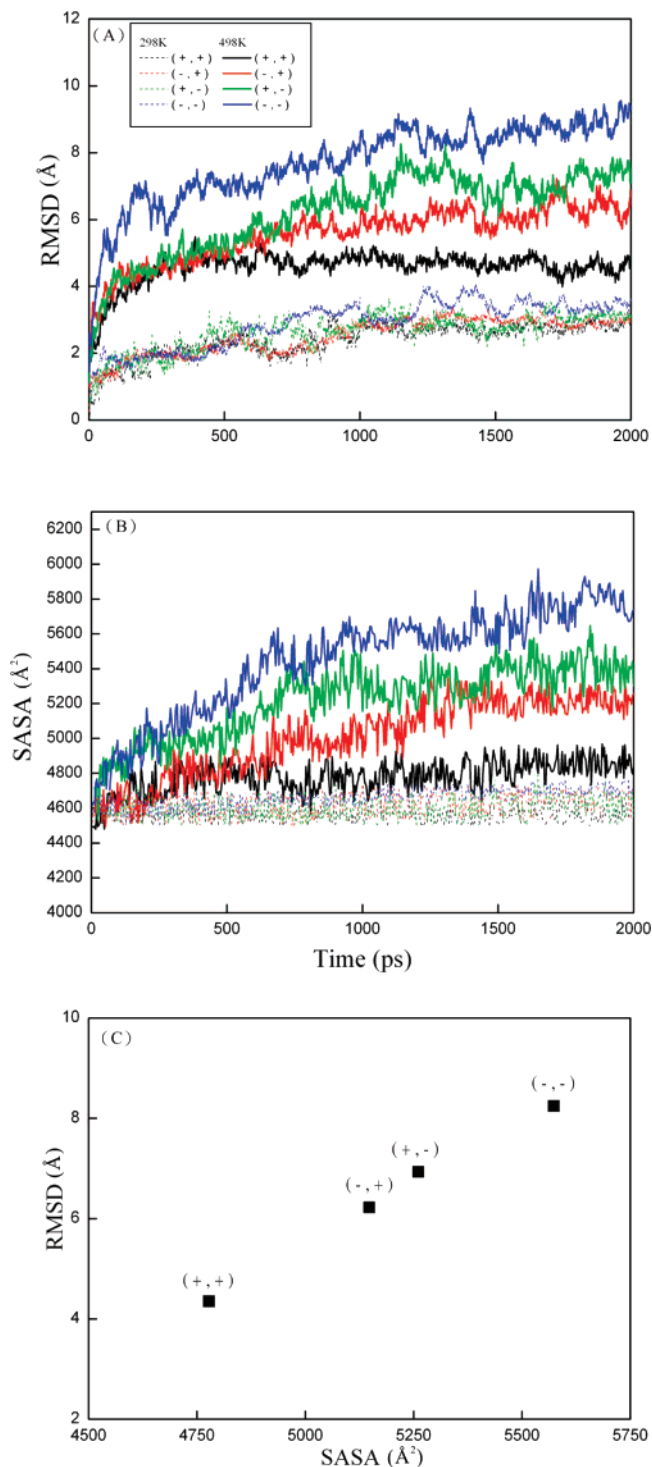 (A)
298K 498K
(+,+) (+,+)
(-,+) (-,+)
(+,-) (+,-)
(-,-) (-,-)
RMSD (Å)
12
10
8
6
4
2
0
0 500 1000 1500 2000
(B)
SASA (Å²)
6200
6000
5800
5600
5400
5200
5000
4800
4600
4400
4200
4000
0 500 1000 1500 2000
Time (ps)
(C)
RMSD (Å)
10
8
6
4
2
(-,-)
(+,-)
(-,+)
(+,+)
4500 4750 5000 5250 5500 5750
SASA (Å²)